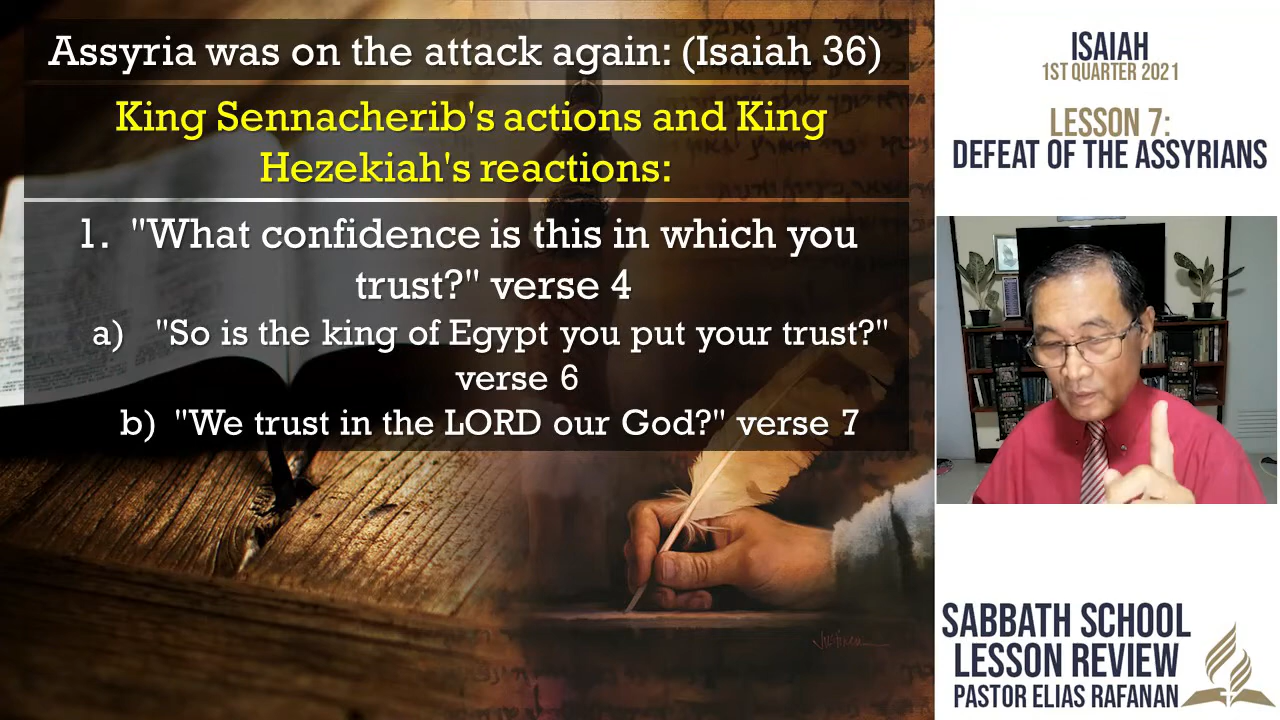 Assyria was on the attack again: (Isaiah 36)
King Sennacherib's actions and King
Hezekiah's reactions:
1. "What confidence is this in which you
trust?" verse 4
a) "So is the king of Egypt you put your trust?"
verse 6
b) "We trust in the LORD our God?" verse 7
ISAIAH
1ST QUARTER 2021
LESSON 7:
DEFEAT OF THE ASSYRIANS
SABBATH SCHOOL
LESSON REVIEW
PASTOR ELIAS RAFANAN